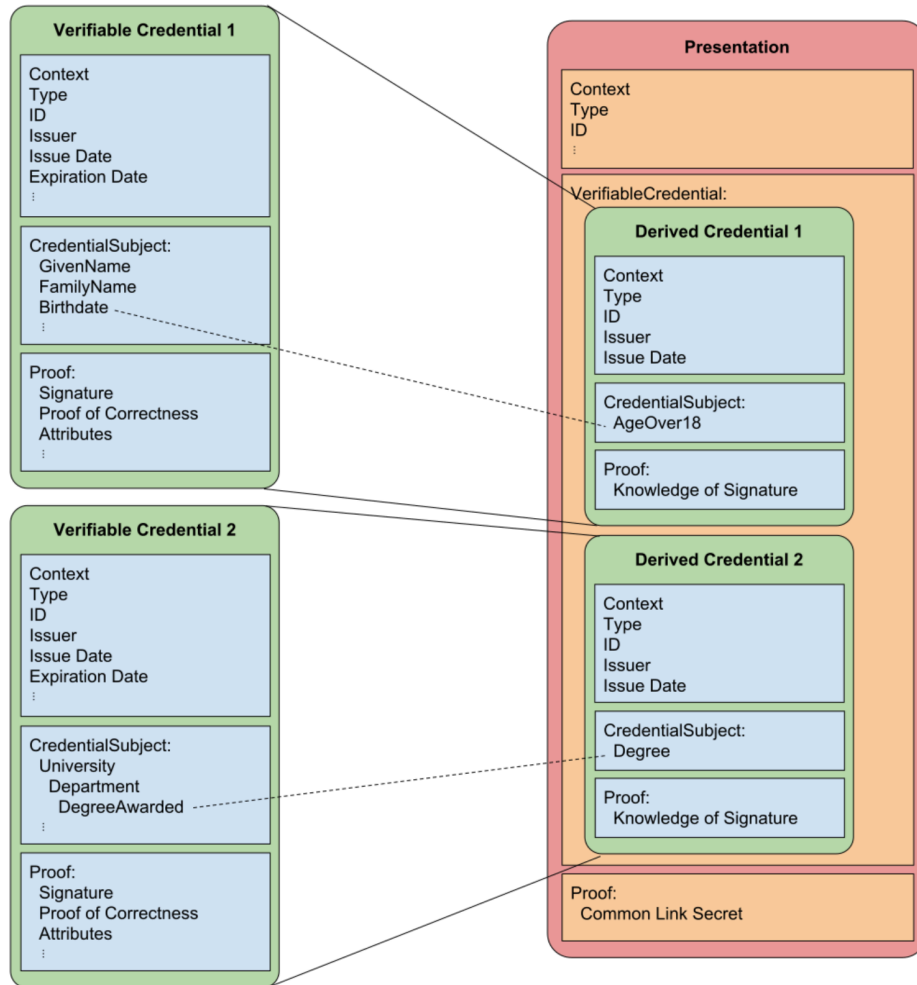 Verifiable Credential 1
Context
Type
ID
Issuer
Issue Date
Expiration Date
⋮
CredentialSubject:
GivenName
FamilyName
Birthdate
⋮
Proof:
Signature
Proof of Correctness
Attributes
⋮
Verifiable Credential 2
Context
Type
ID
Issuer
Issue Date
Expiration Date
⋮
CredentialSubject:
University
Department
DegreeAwarded
⋮
Proof:
Signature
Proof of Correctness
Attributes
⋮
Presentation
Context
Type
ID
⋮
VerifiableCredential:
Derived Credential 1
Context
Type
ID
Issuer
Issue Date
CredentialSubject:
AgeOver18
Proof:
Knowledge of Signature
Derived Credential 2
Context
Type
ID
Issuer
Issue Date
CredentialSubject:
Degree
Proof:
Knowledge of Signature
Proof:
Common Link Secret